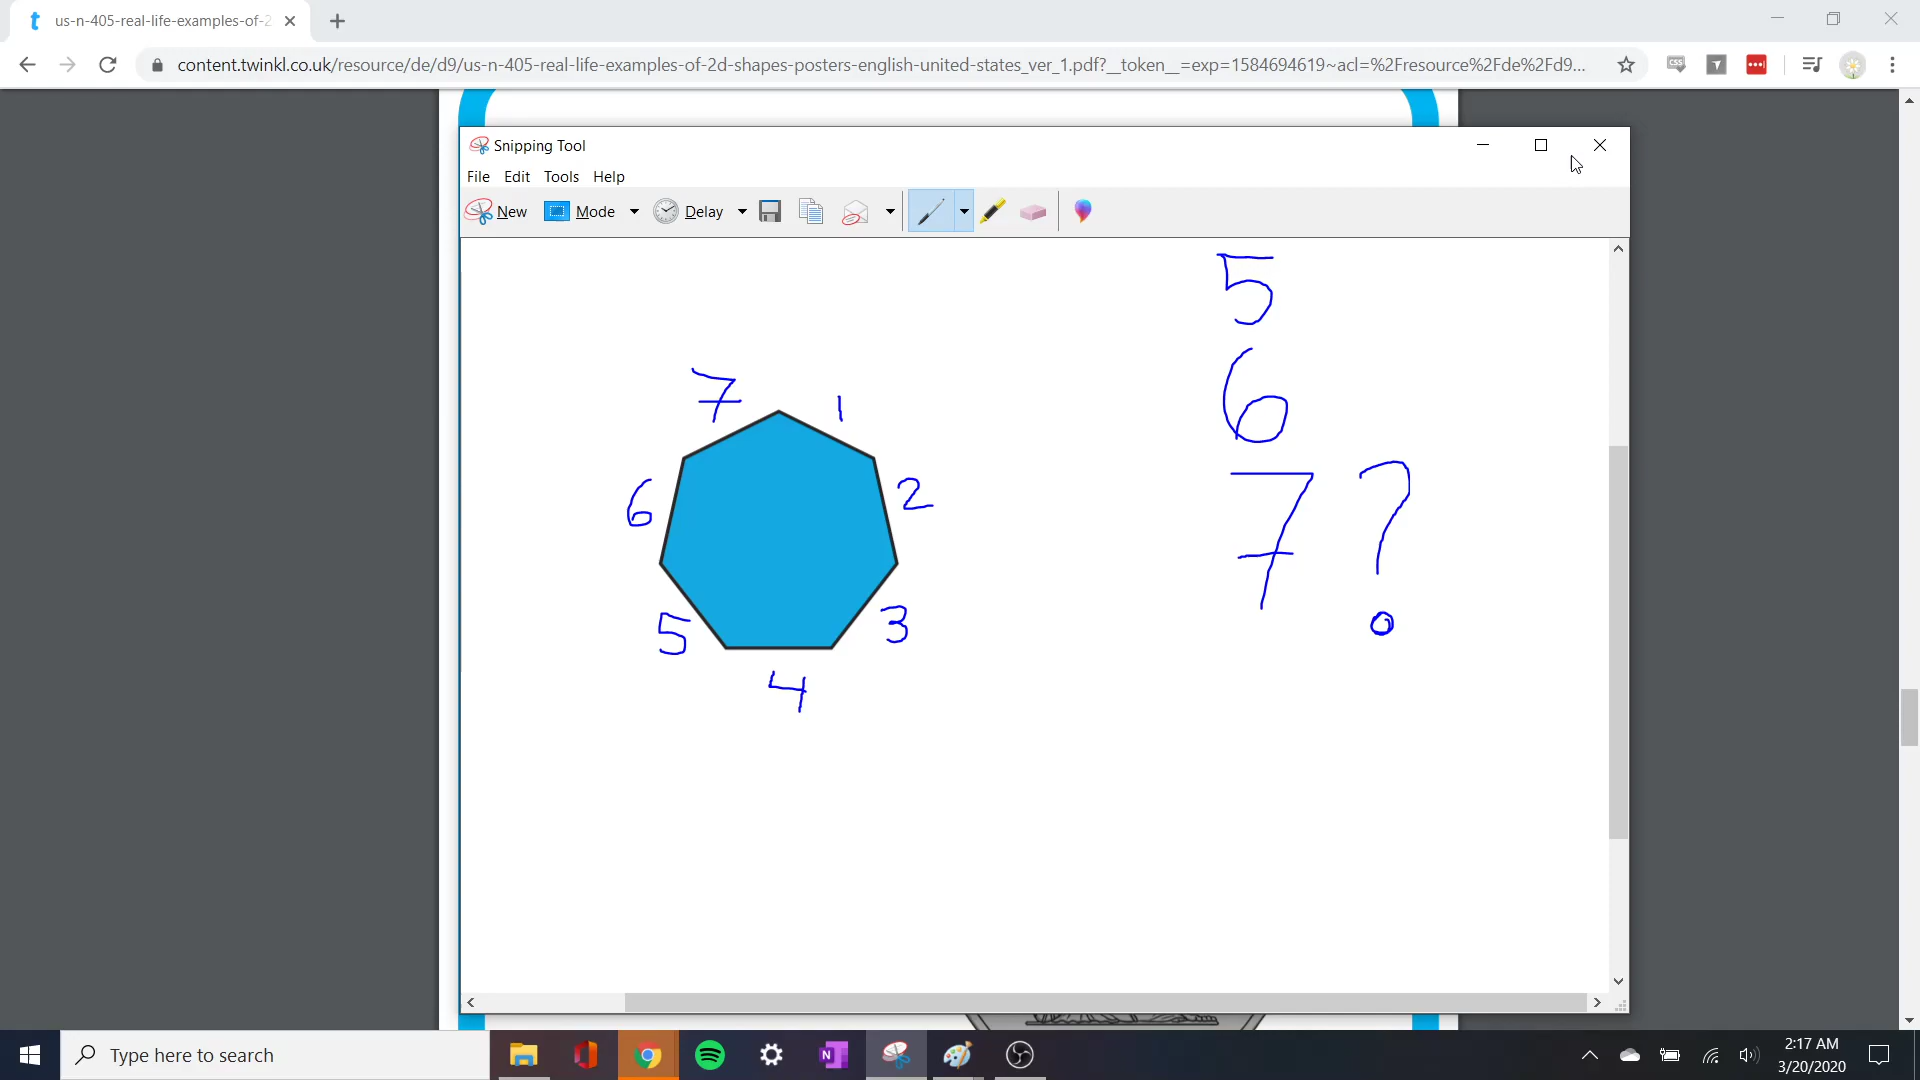 us-n-405-real-life-examples-of-2
content.twinkl.co.uk/resource/de/d9/us-n-405-real-life-examples-of-2d-shapes-posters-english-united-states_ver_1.pdf?__token__=exp=1584694619~acl=%2Fresource%2Fde%2Fd9...
CSS
Snipping Tool
File Edit Tools Help
New Mode Delay
5
6
7 ?
7 1
6 2
5 3
4
Type here to search
2:17 AM
3/20/2020